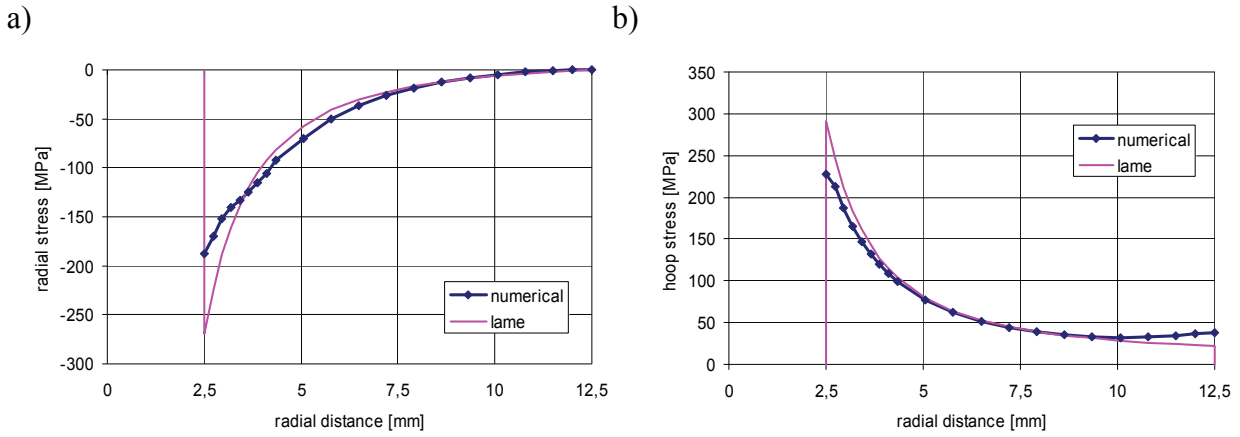 a)
0
-50
-100
-150
-200
-250
-300
radial stress [MPa]
numerical
lame
0
2,5
5
7,5
10
12,5
radial distance [mm]
b)
350
300
250
200
150
100
50
0
hoop stress [MPa]
numerical
lame
0
2,5
5
7,5
10
12,5
radial distance [mm]